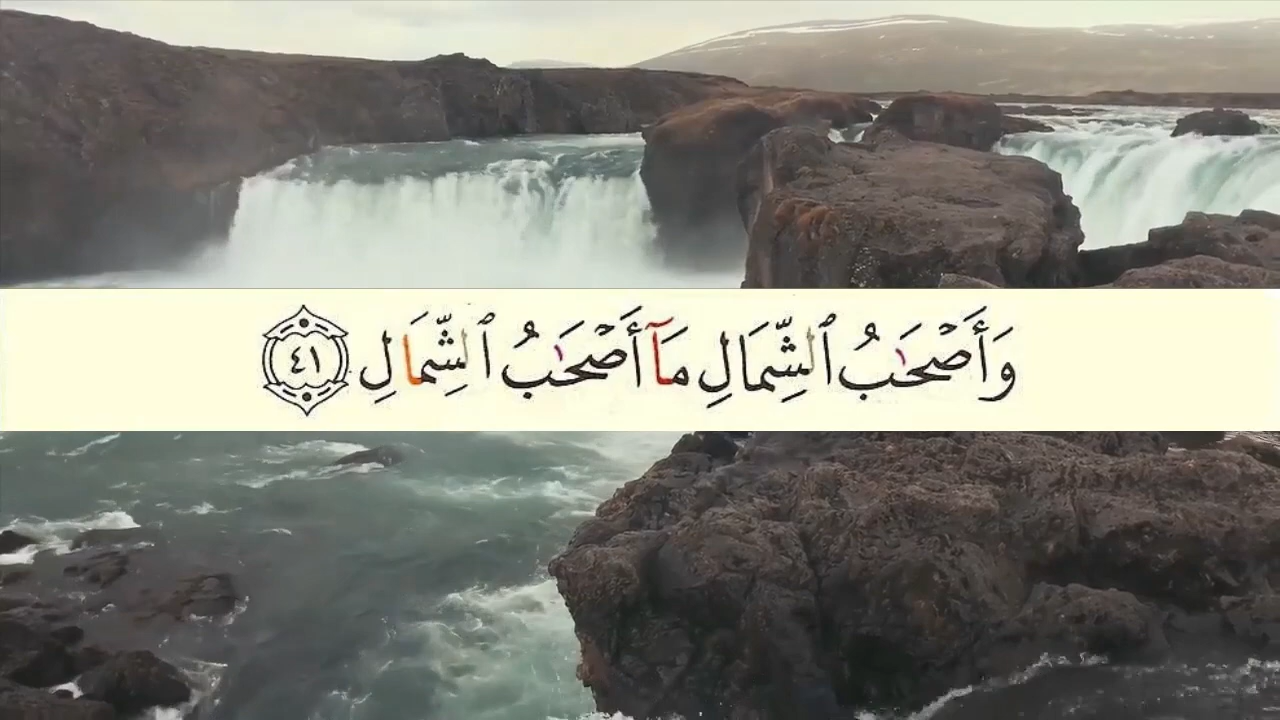 وَأَصْحَٰبُ ٱلشِّمَالِ مَآ أَصْحَٰبُ ٱلشِّمَالِ ٤١